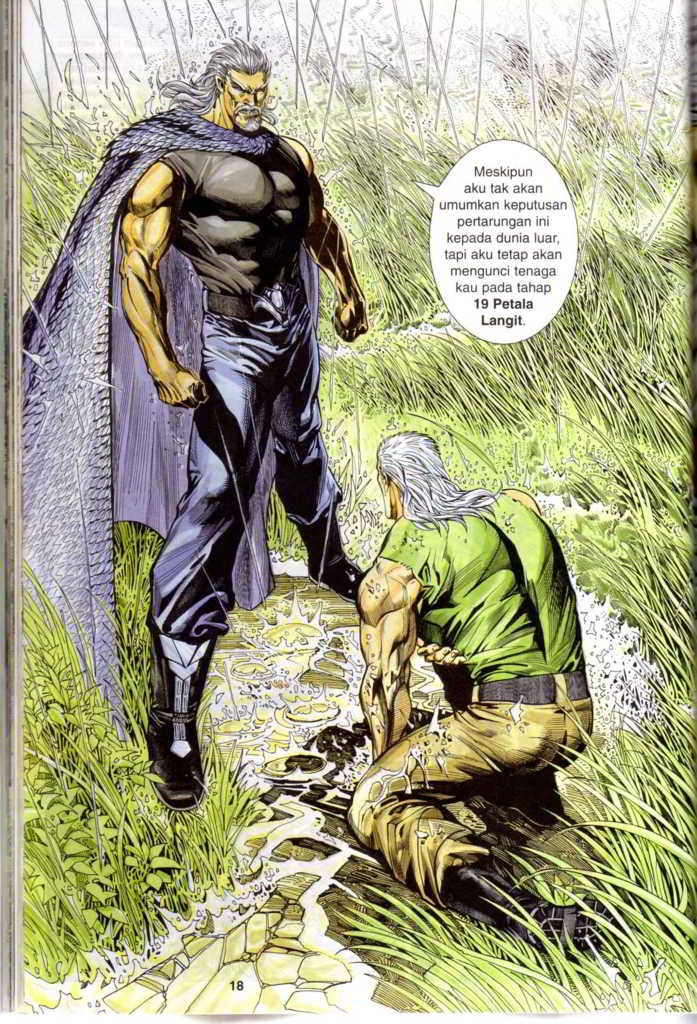 Meskipun
aku tak akan
umumkan keputusan
pertarungan ini
kepada dunia luar,
tapi aku tetap akan
mengunci tenaga
kau pada tahap
19 Petala
Langit.
18